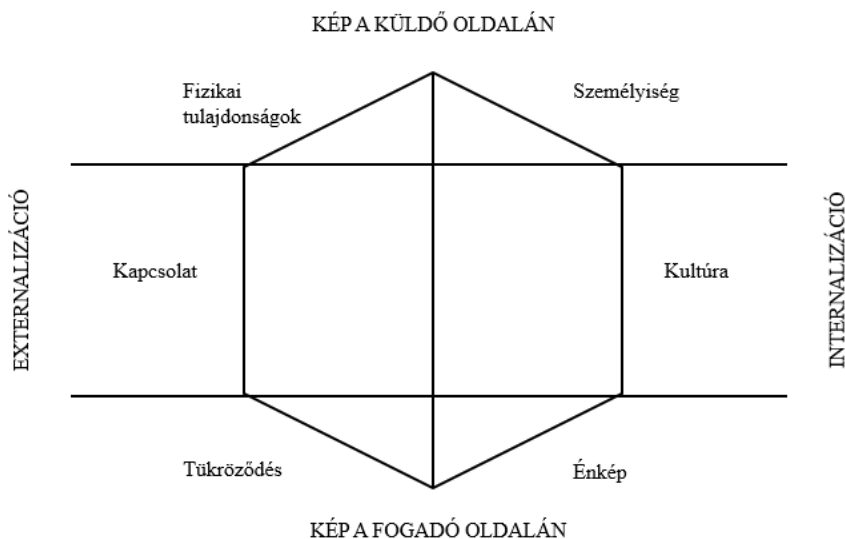 KÉP A KÜLDŐ OLDALÁN
Fizikai
tulajdonságok
Személyiség
EXTERNALIZÁCIÓ
Kapcsolat
Kultúra
INTERNALIZÁCIÓ
Tükröződés
Énkép
KÉP A FOGADÓ OLDALÁN